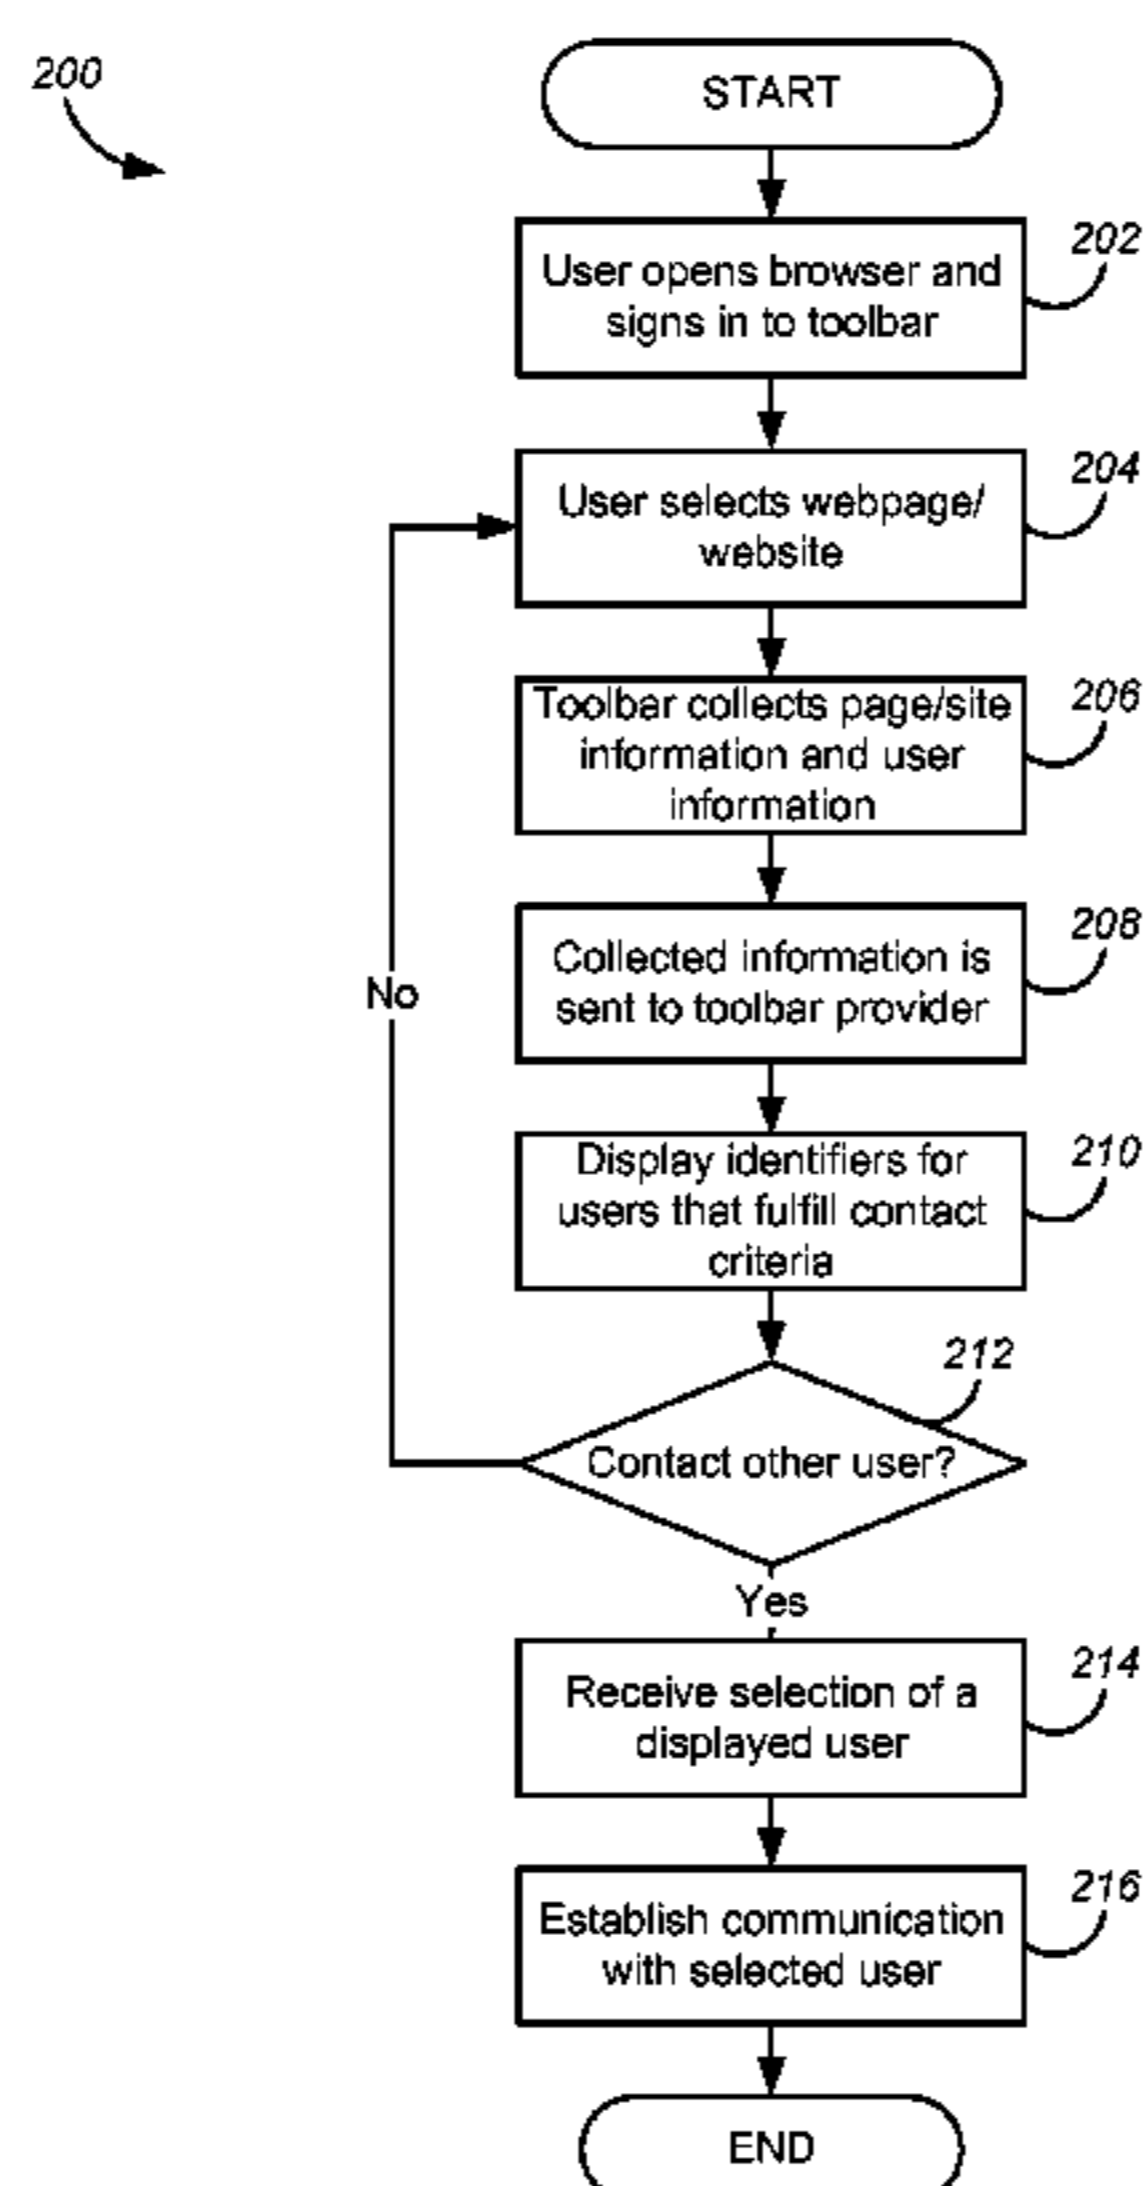 200
START
202
User opens browser and
signs in to toolbar
204
User selects webpage/
website
206
Toolbar collects page/site
information and user
information
208
Collected information is
sent to toolbar provider
No
210
Display identifiers for
users that fulfill contact
criteria
212
Contact other user?
Yes
214
Receive selection of a
displayed user
216
Establish communication
with selected user
END